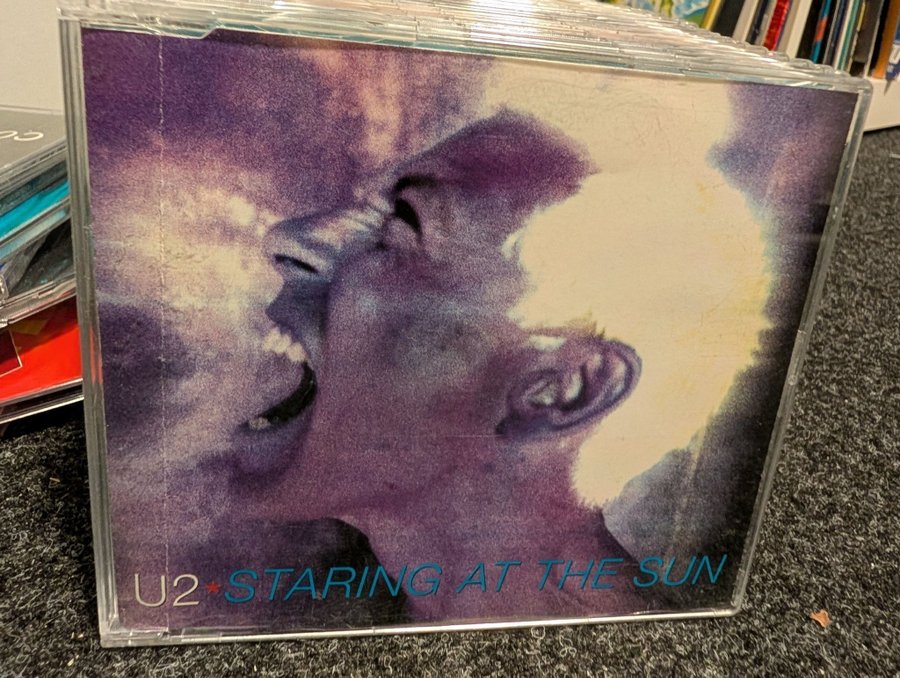 U2*STARING AT THE SUN